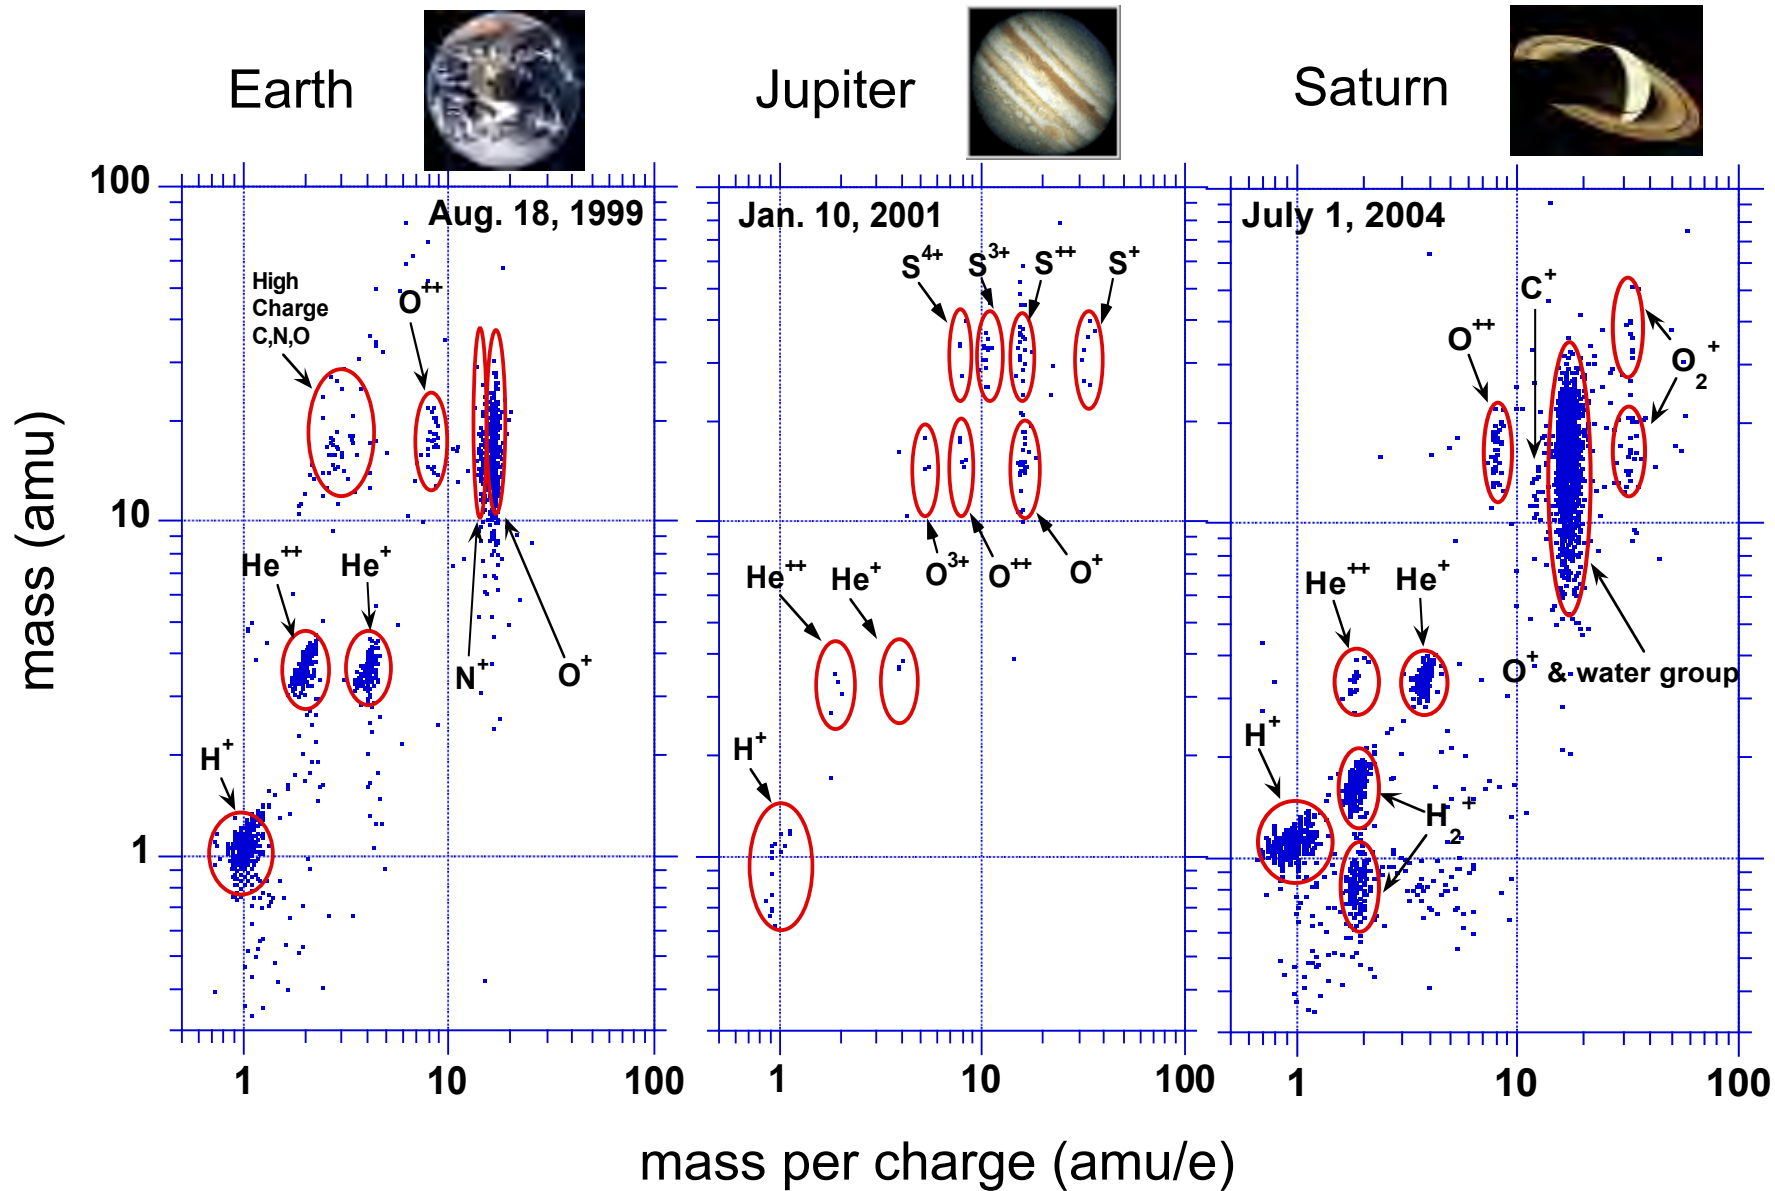 Earth
Jupiter
Saturn
100
10
1
mass (amu)
Aug. 18, 1999
High
Charge
C,N,O
O++
He++
He+
N+
O+
H+
1
10
100
Jan. 10, 2001
S4+
S3+
S++
S+
O3+
O++
O+
He++
He+
H+
1
10
100
July 1, 2004
C+
O++
O2+
He++
He+
O+ & water group
H+
H2+
1
10
100
mass per charge (amu/e)